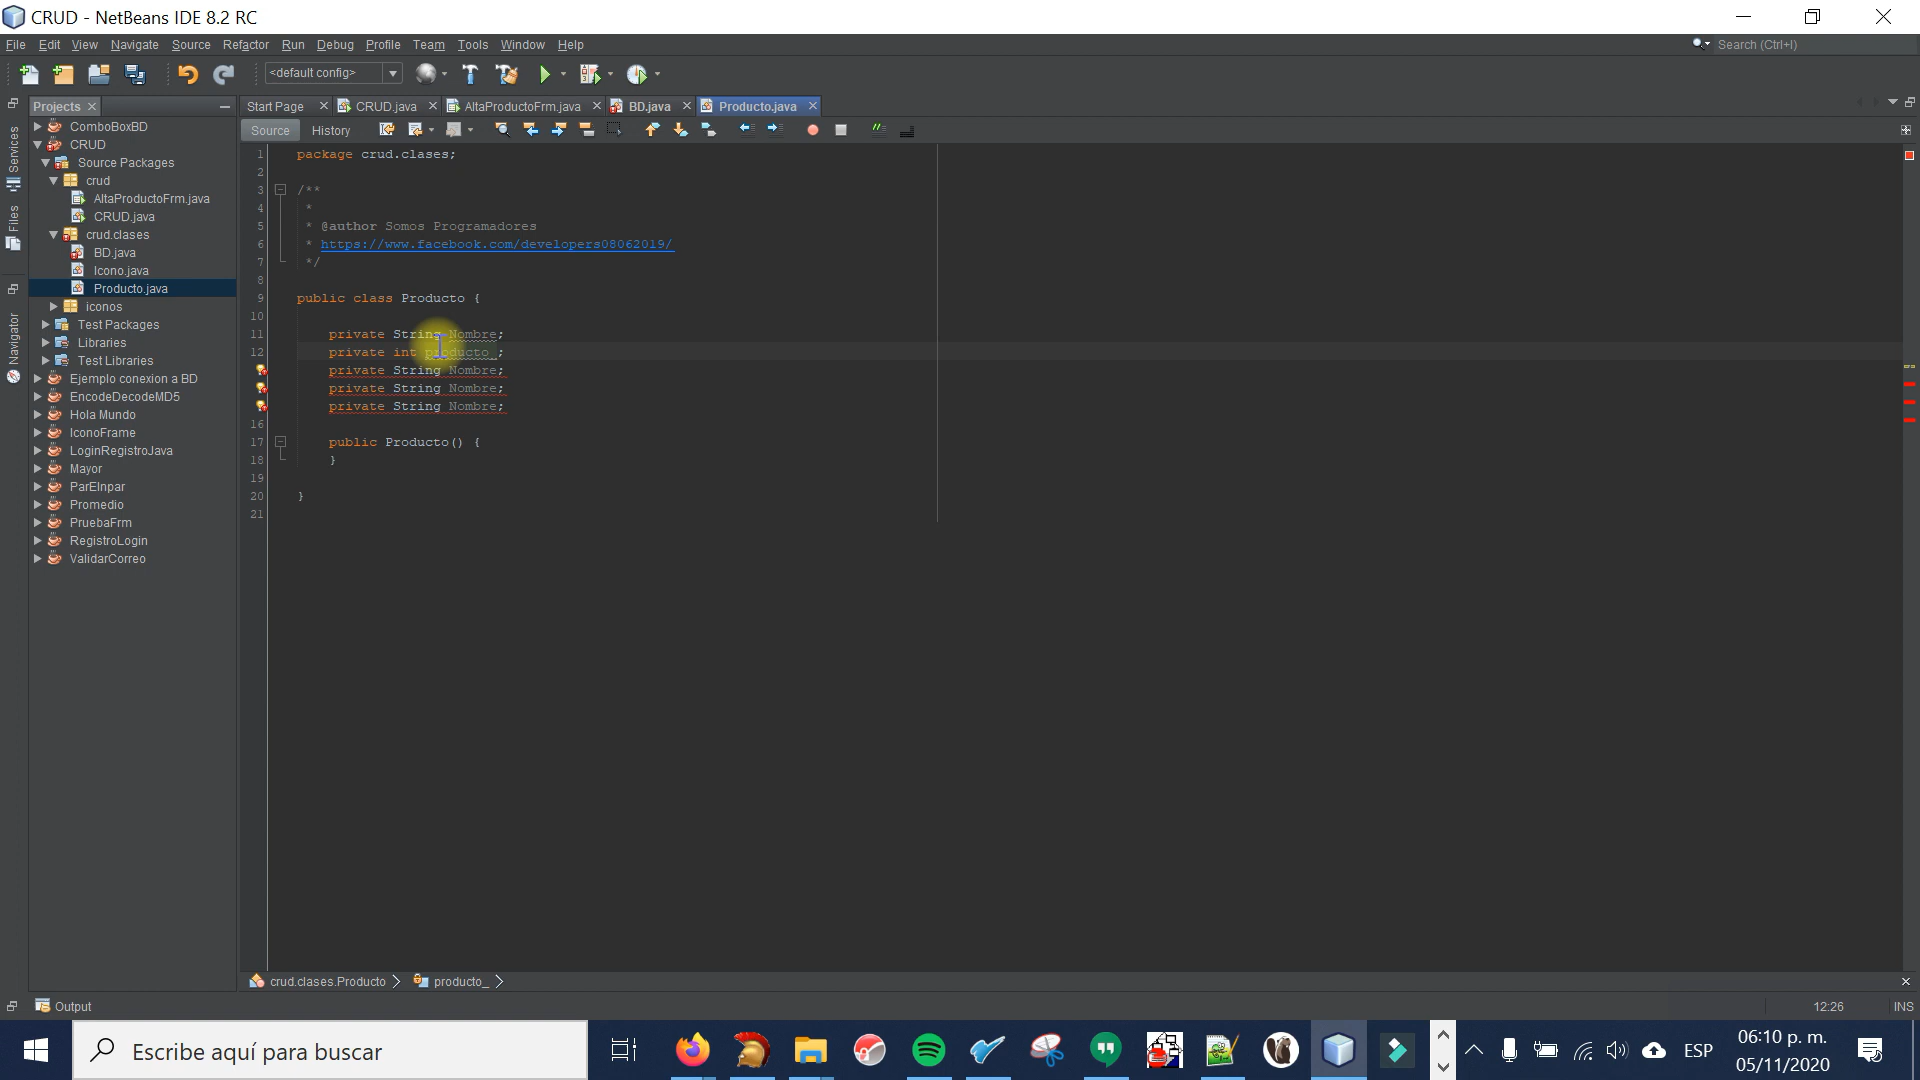 CRUD - NetBeans IDE 8.2 RC
File Edit View Navigate Source Refactor Run Debug Profile Team Tools Window Help
Search (Ctrl+I)
<default config>
Projects
Start Page
CRUD.java
AltaProductoFrm.java
BD.java
Producto.java
Source
History
Services
Files
Navigator
ComboBoxBD
CRUD
Source Packages
crud
AltaProductoFrm.java
CRUD.java
crud.clases
BD.java
Icono.java
Producto.java
iconos
Test Packages
Libraries
Test Libraries
Ejemplo conexion a BD
EncodeDecodeMD5
Hola Mundo
IconoFrame
LoginRegistroJava
Mayor
ParEInpar
Promedio
PruebaFrm
RegistroLogin
ValidarCorreo
1 package crud.clases;
2
3 /**
4 *
5 * @author Somos Programadores
6 * https://www.facebook.com/developers08062019/
7 */
8
9 public class Producto {
10
11 private String Nombre;
12 private int producto_;
private String Nombre;
private String Nombre;
private String Nombre;
16
17 public Producto() {
18 }
19
20 }
21
crud.clases.Producto
producto_
Output
12:26
INS
Escribe aquí para buscar
ESP
06:10 p. m.
05/11/2020